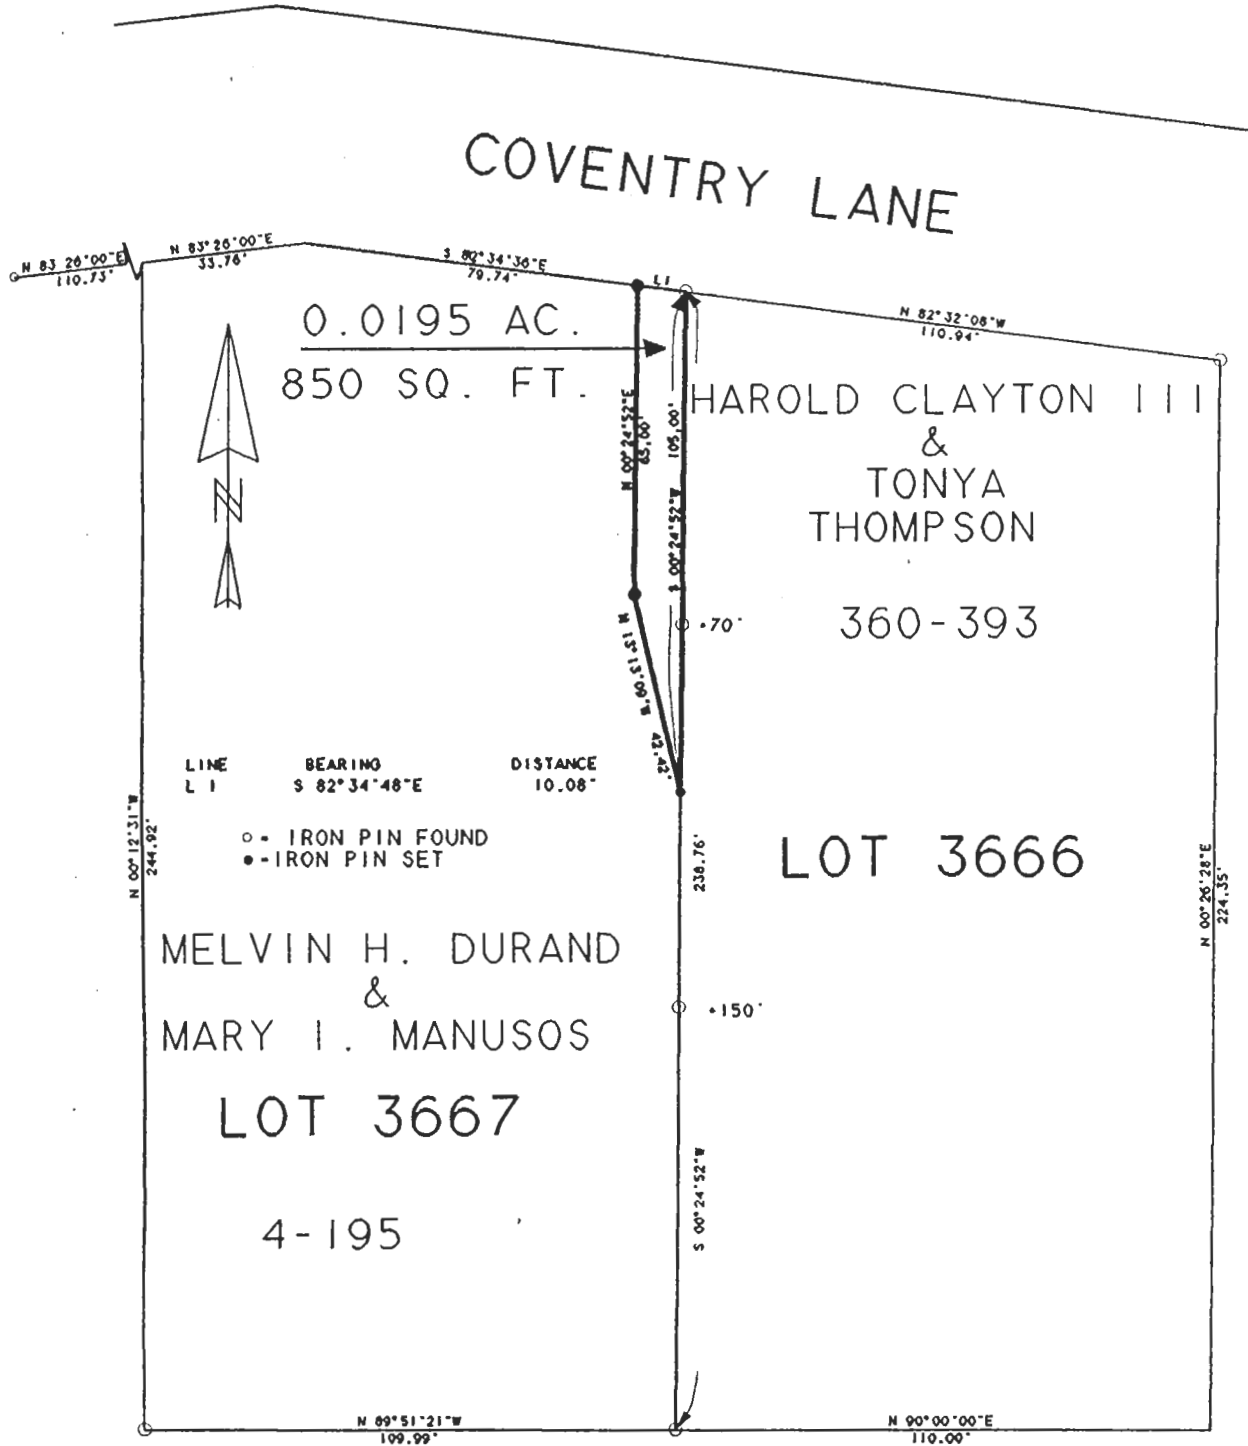 COVENTRY LANE
N 83 26'00"E
110.73'
N 83°26'00"E
33.76'
S 82°34'36"E
79.74'
L1
N 82°32'08"W
110.94'
0.0195 AC.
850 SQ. FT.
N 00°24'52"E
65.00'
105.00'
S 00°24'52"W
HAROLD CLAYTON III
&
TONYA
THOMPSON
360-393
N
+70'
N 13°13'09"W
42.42'
LINE BEARING DISTANCE
L 1 S 82°34'48"E 10.08"
○ - IRON PIN FOUND
● - IRON PIN SET
N 00°12'31"W
244.92'
238.76'
LOT 3666
N 00°26'28"E
224.35'
MELVIN H. DURAND
&
MARY I. MANUSOS
+150'
LOT 3667
S 00°24'52"W
4-195
N 89°51'21"W
109.99'
N 90°00'00"E
110.00'